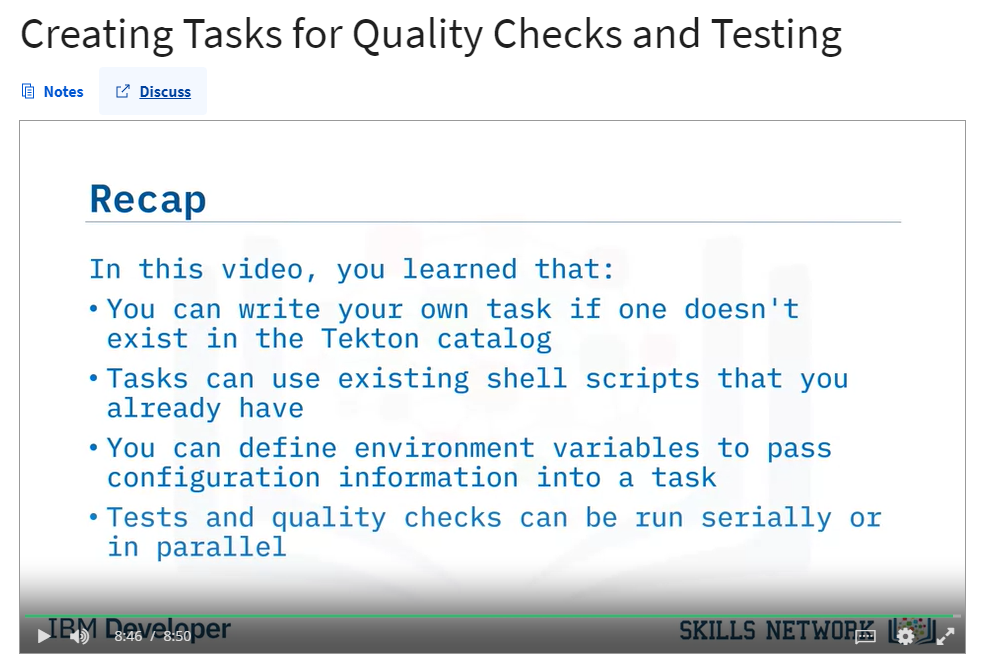 Creating Tasks for Quality Checks and Testing
Notes
Discuss
Recap
In this video, you learned that:
• You can write your own task if one doesn't
exist in the Tekton catalog
• Tasks can use existing shell scripts that you
already have
• You can define environment variables to pass
configuration information into a task
• Tests and quality checks can be run serially or
in parallel
IBM Developer
8:46 / 8:50
SKILLS NETWORK